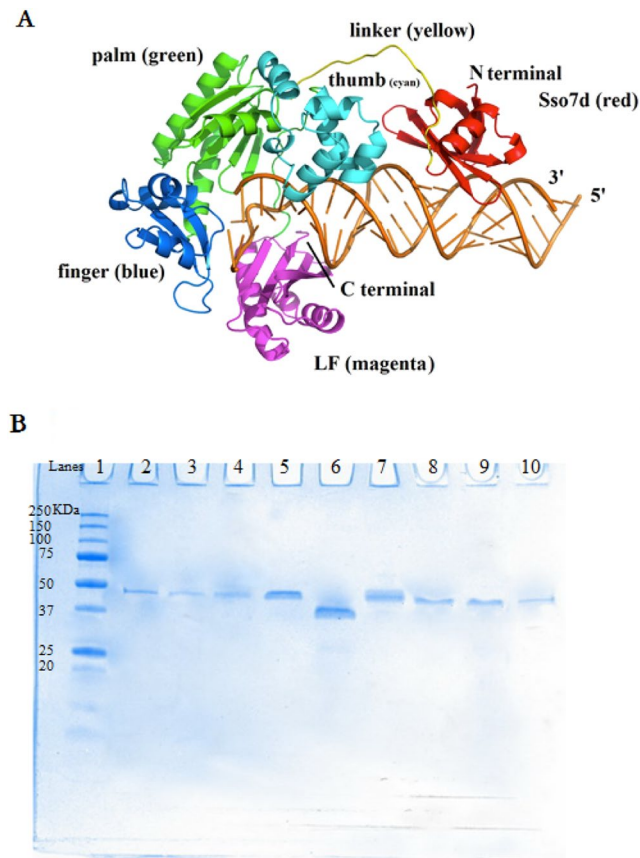 A
linker (yellow)
palm (green)
thumb (cyan)
N terminal
Sso7d (red)
3'
5'
finger (blue)
C terminal
LF (magenta)
B
Lanes 1 2 3 4 5 6 7 8 9 10
250 KDa
150
100
75
50
37
25
20